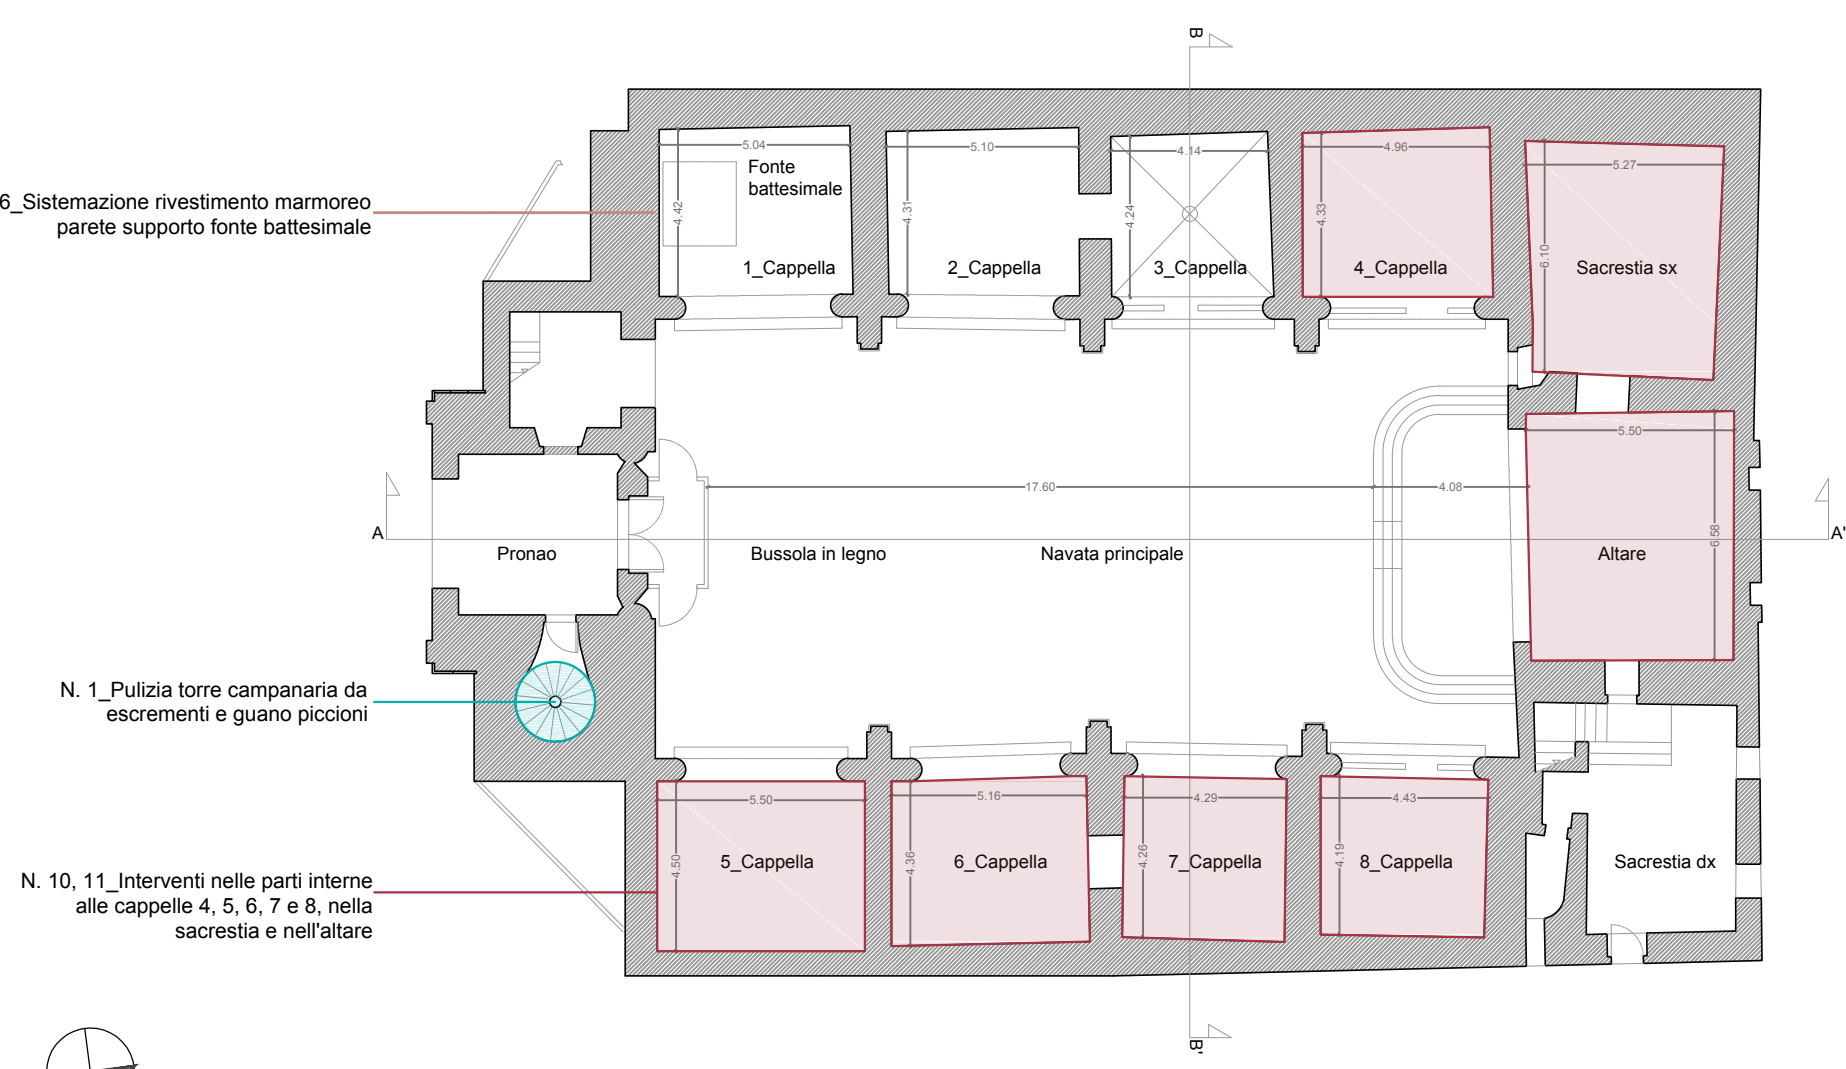 B
5.04
5.10
4.14
4.96
5.27
Fonte
battesimale
4.42
4.31
4.24
4.33
6.10
6_Sistemazione rivestimento marmoreo
parete supporto fonte battesimale
1_Cappella
2_Cappella
3_Cappella
4_Cappella
Sacrestia sx
5.50
17.60
4.08
6.58
A
A'
Pronao
Bussola in legno
Navata principale
Altare
N. 1_Pulizia torre campanaria da
escrementi e guano piccioni
5.50
5.16
4.29
4.43
4.50
4.36
4.26
4.19
5_Cappella
6_Cappella
7_Cappella
8_Cappella
Sacrestia dx
N. 10, 11_Interventi nelle parti interne
alle cappelle 4, 5, 6, 7 e 8, nella
sacrestia e nell'altare
B'